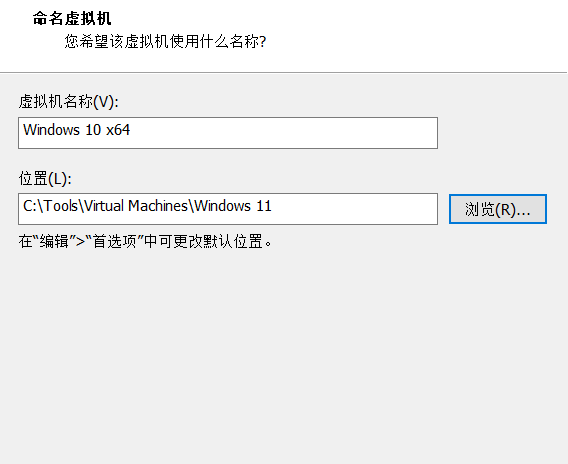 命名虚拟机
您希望该虚拟机使用什么名称?
虚拟机名称(V):
Windows 10 x64
位置(L):
C:\Tools\Virtual Machines\Windows 11
浏览(R)...
在“编辑”>“首选项”中可更改默认位置。